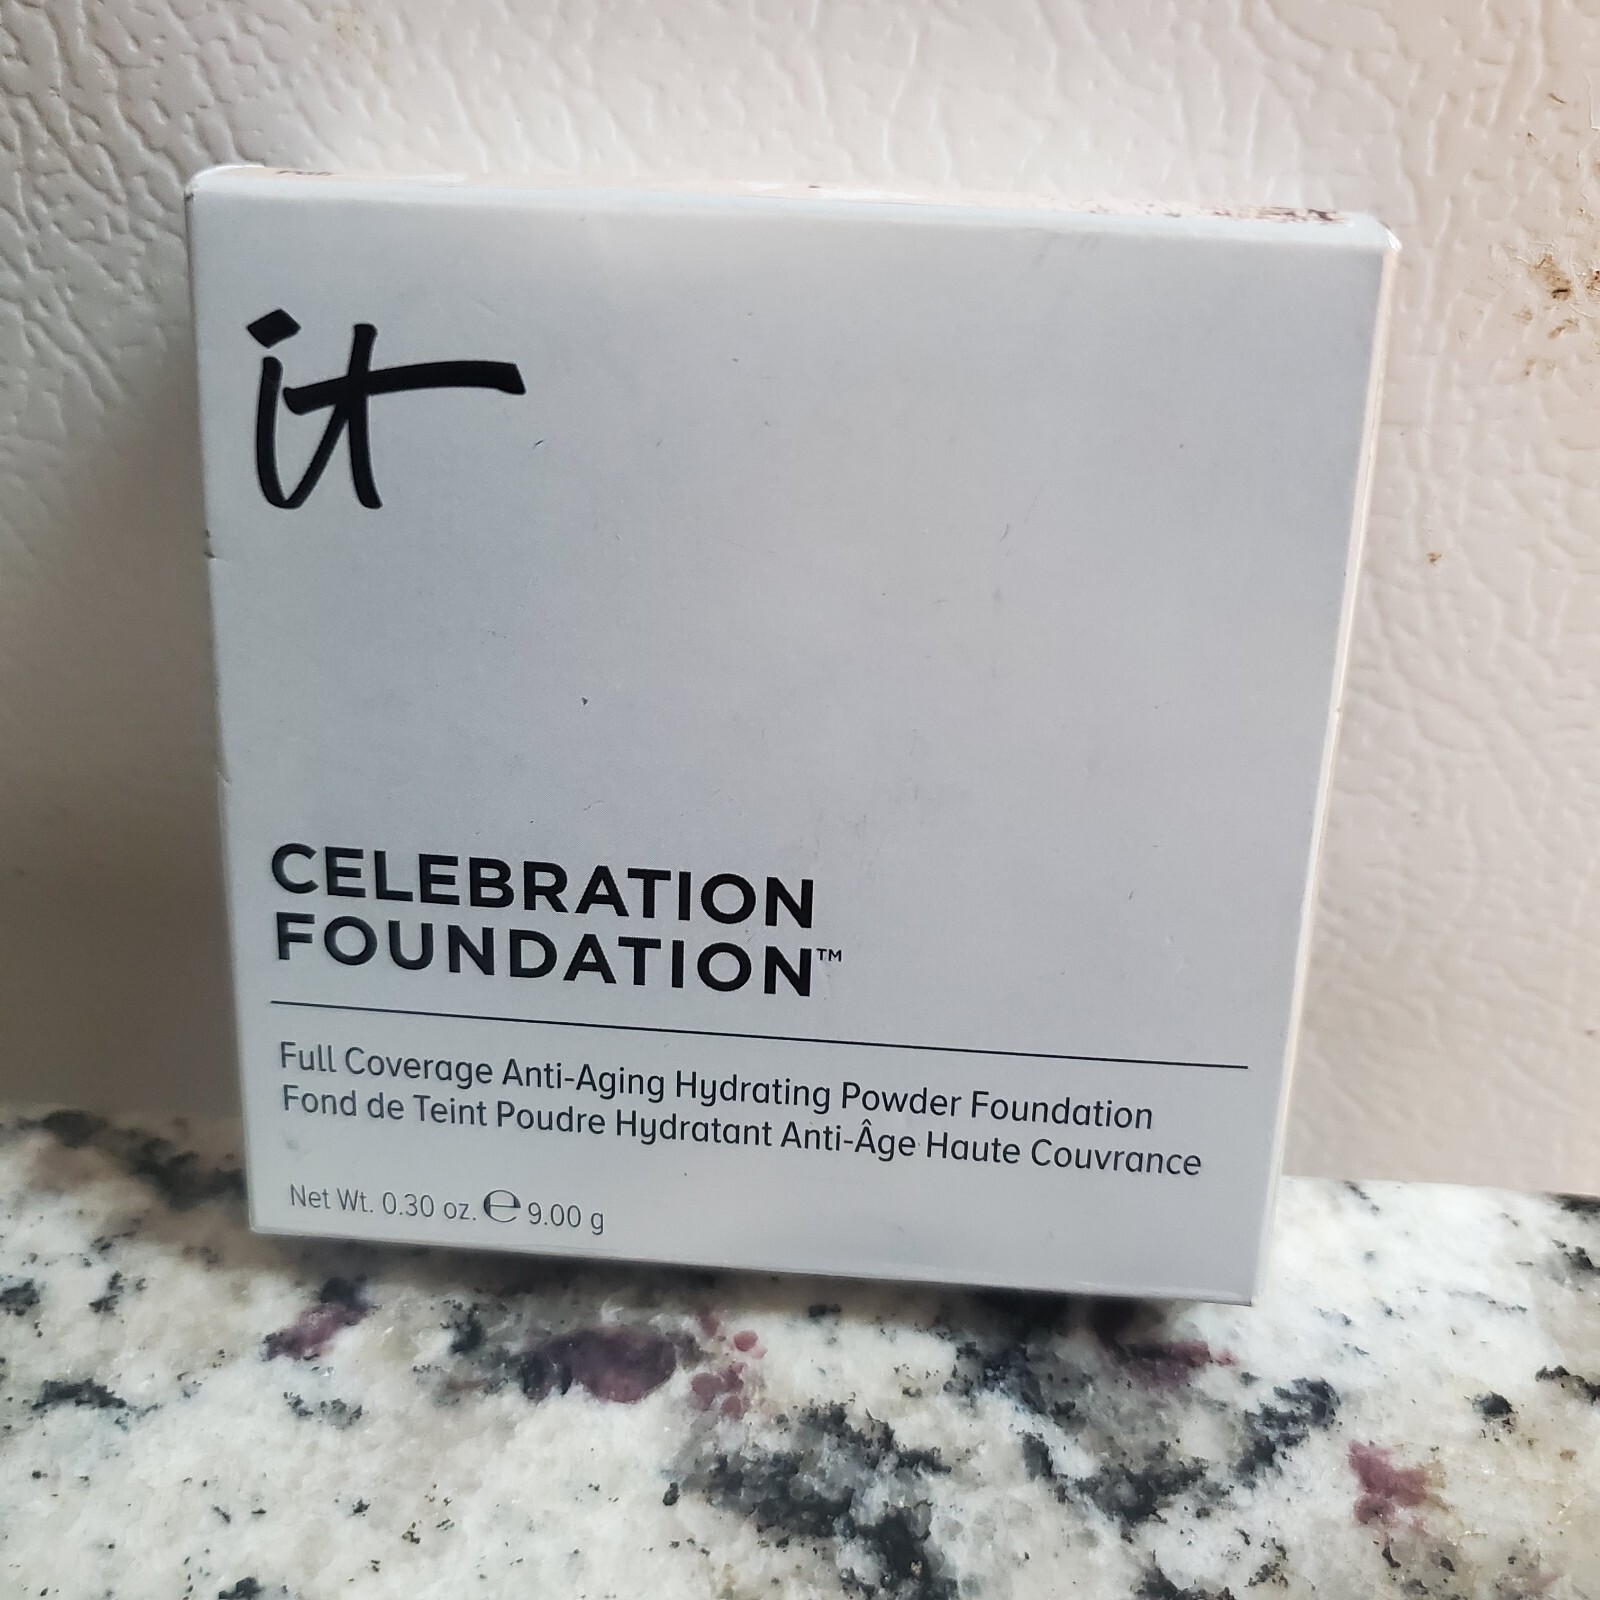 it
CELEBRATION
FOUNDATION™
Full Coverage Anti-Aging Hydrating Powder Foundation
Fond de Teint Poudre Hydratant Anti-Âge Haute Couvrance
Net Wt. 0.30 oz. ℮ 9.00 g